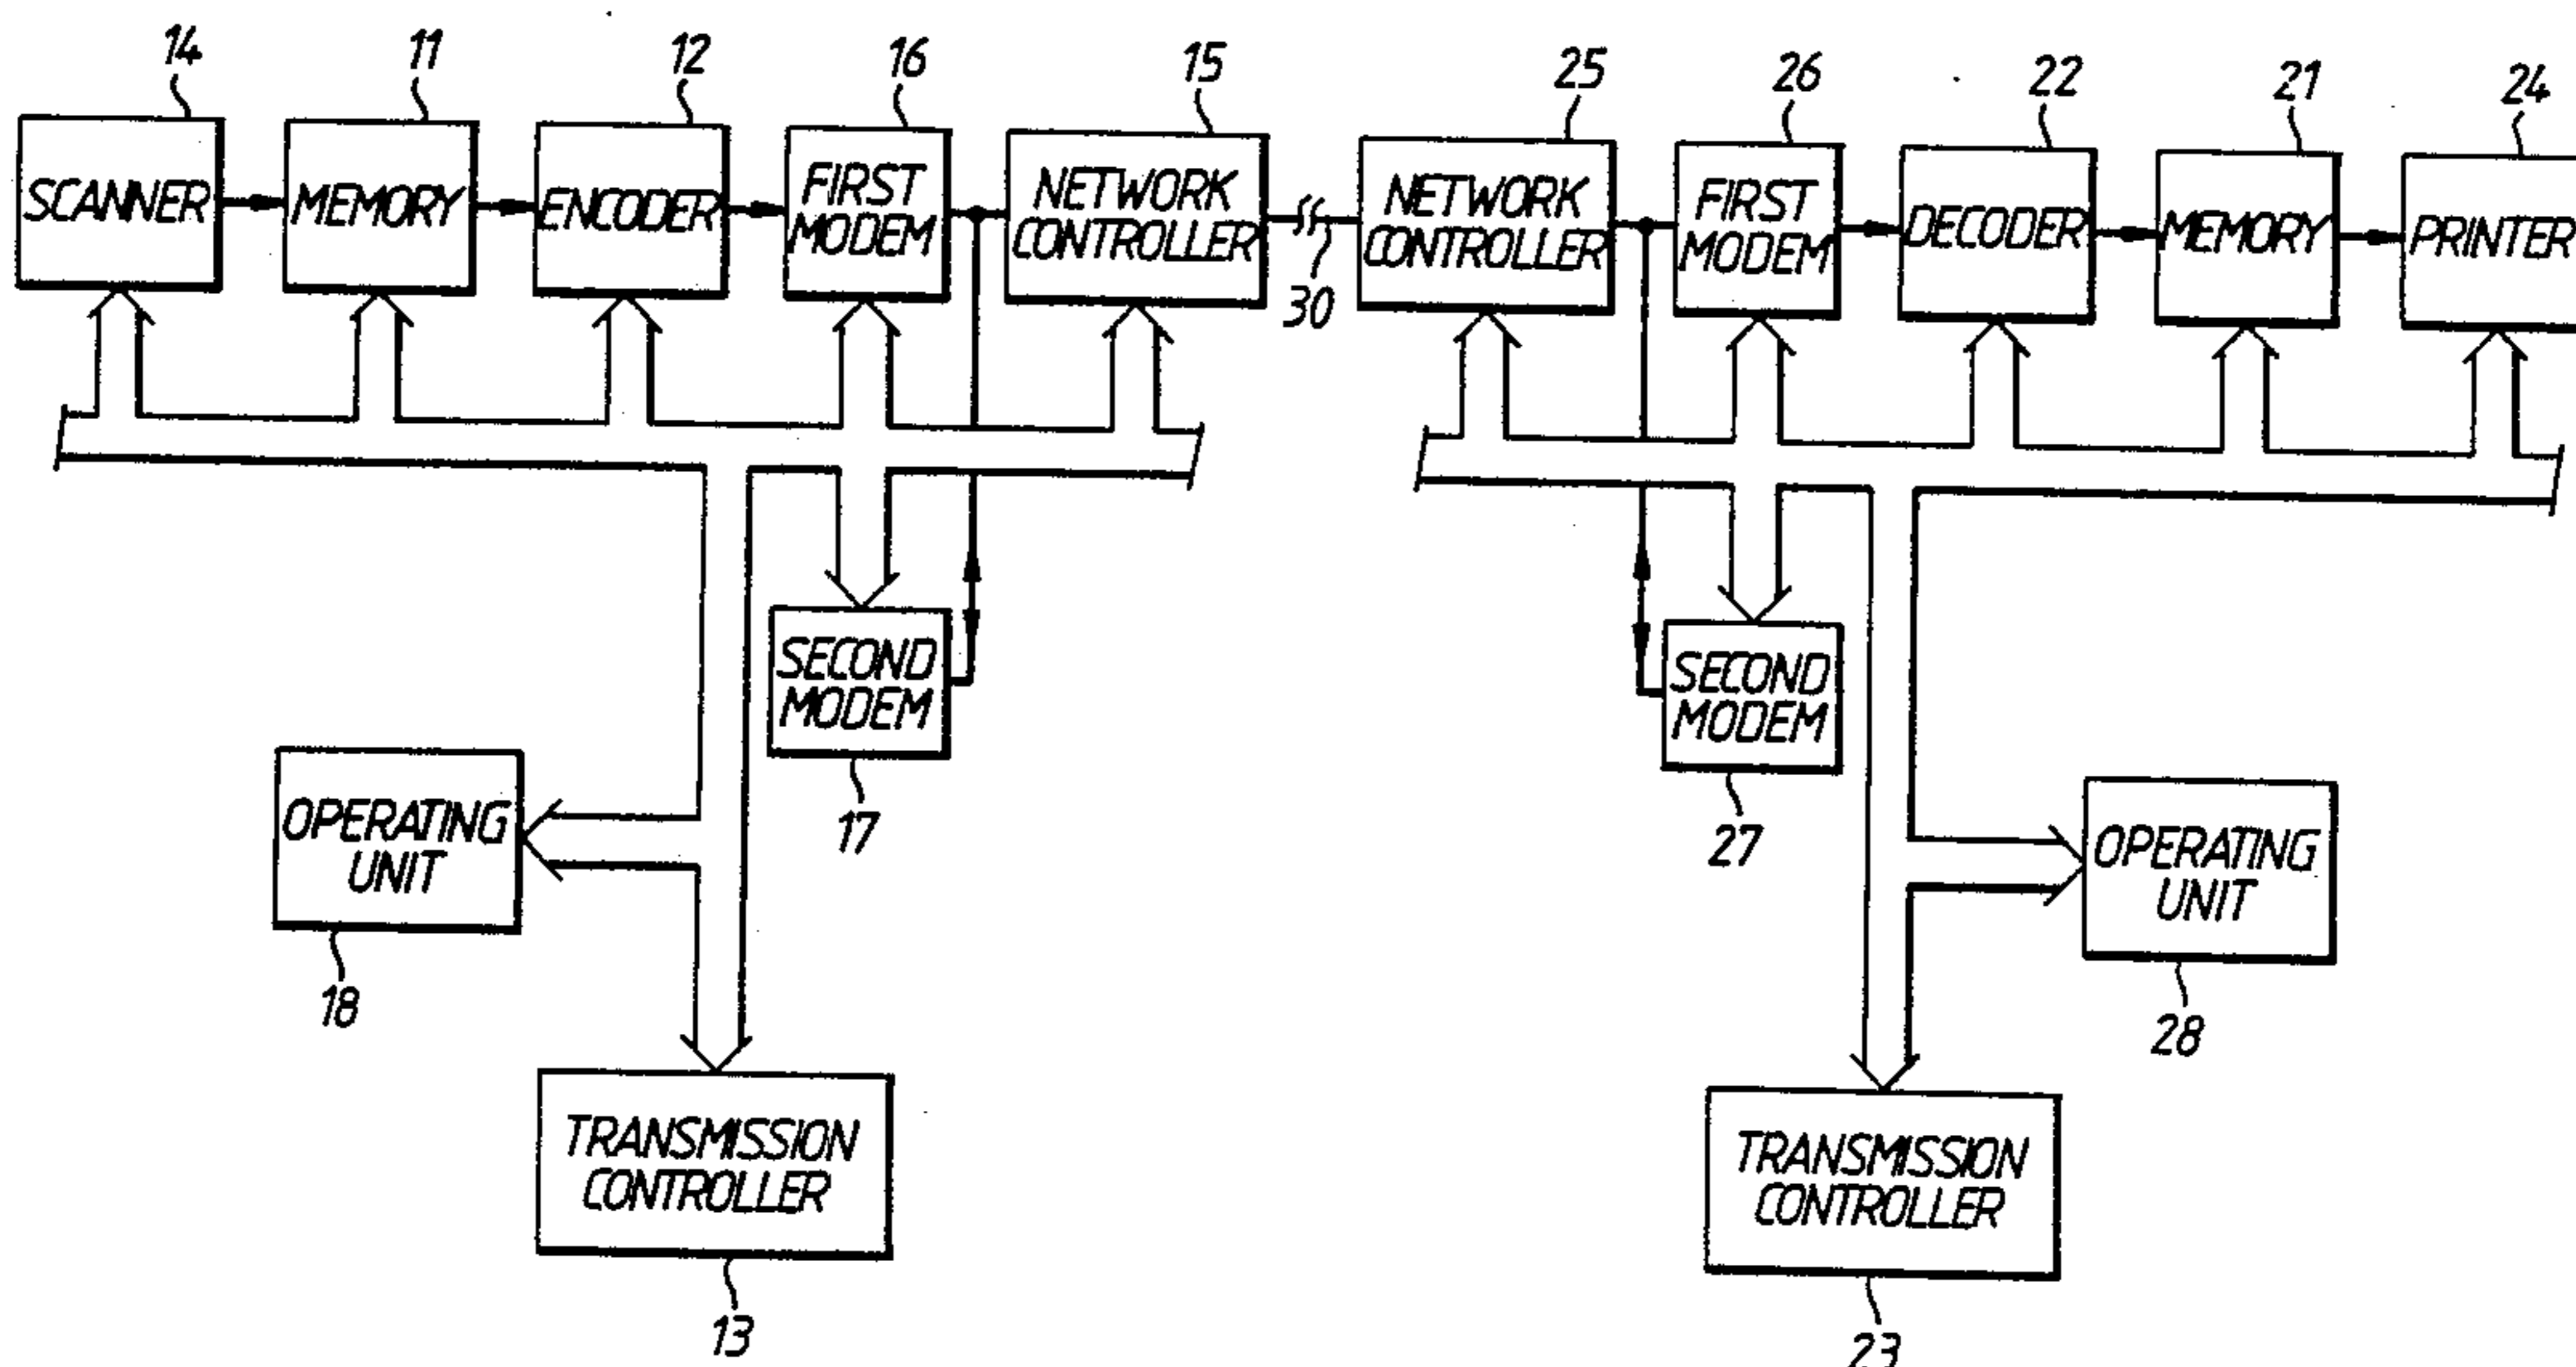 14
11
12
16
15
25
26
22
21
24
SCANNER
MEMORY
ENCODER
FIRST
MODEM
NETWORK
CONTROLLER
30
NETWORK
CONTROLLER
FIRST
MODEM
DECODER
MEMORY
PRINTER
SECOND
MODEM
17
SECOND
MODEM
27
OPERATING
UNIT
18
OPERATING
UNIT
28
TRANSMISSION
CONTROLLER
13
TRANSMISSION
CONTROLLER
23